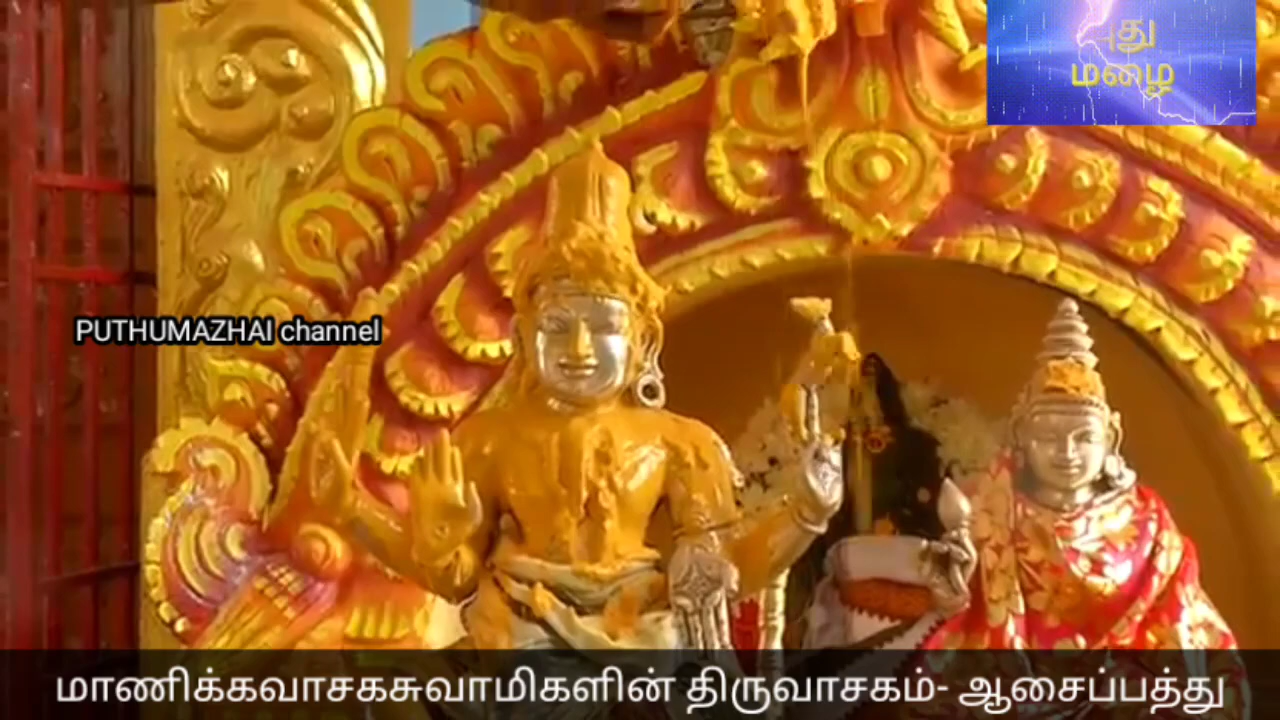 புது
மழை
PUTHUMAZHAI channel
மாணிக்கவாசகசுவாமிகளின் திருவாசகம்- ஆசைப்பத்து